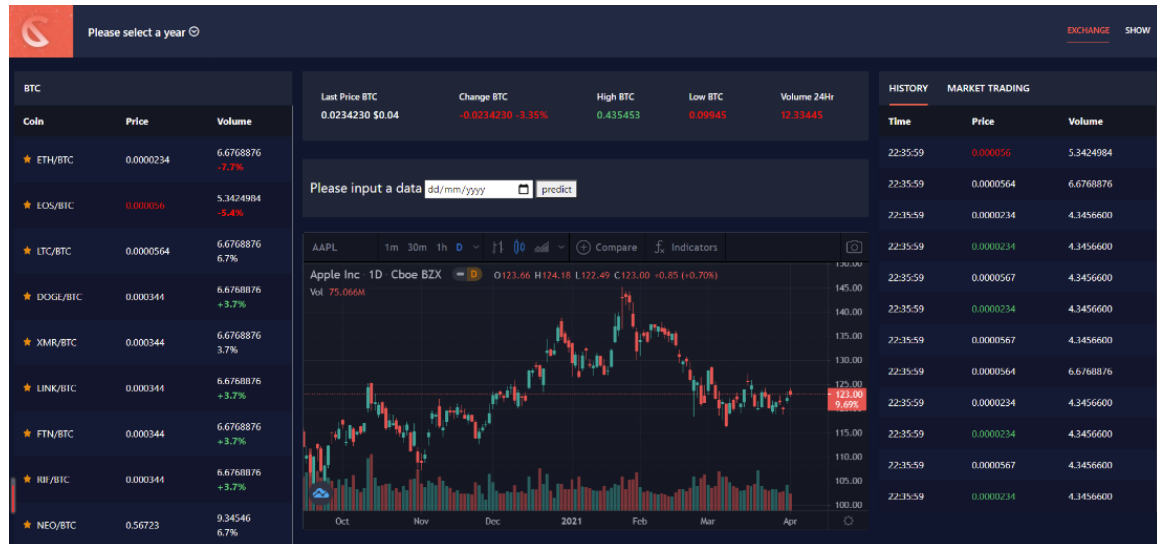 Please select a year
EXCHANGE SHOW
BTC
Coin Price Volume
ETH/BTC 0.0000234 6.6768876
-7.7%
EOS/BTC 0.000056 5.3424984
-5.4%
LTC/BTC 0.0000564 6.6768876
6.7%
DOGE/BTC 0.000344 6.6768876
+3.7%
XMR/BTC 0.000344 6.6768876
3.7%
LINK/BTC 0.000344 6.6768876
+3.7%
FTN/BTC 0.000344 6.6768876
+3.7%
RIF/BTC 0.000344 6.6768876
+3.7%
NEO/BTC 0.56723 9.34546
6.7%
Last Price BTC Change BTC High BTC Low BTC Volume 24Hr
0.0234230 $0.04 -0.0234230 -3.35% 0.435453 0.09945 12.33445
Please input a data dd/mm/yyyy predict
AAPL 1m 30m 1h D Compare fx Indicators
Apple Inc · 1D · Cboe BZX D O123.66 H124.18 L122.49 C123.00 +0.85 (+0.70%)
Vol 75.066M
150.00
145.00
140.00
135.00
130.00
125.00
123.00
9.69%
115.00
110.00
105.00
100.00
Oct Nov Dec 2021 Feb Mar Apr
HISTORY MARKET TRADING
Time Price Volume
22:35:59 0.000056 5.3424984
22:35:59 0.0000564 6.6768876
22:35:59 0.0000234 4.3456600
22:35:59 0.0000234 4.3456600
22:35:59 0.0000567 4.3456600
22:35:59 0.0000234 4.3456600
22:35:59 0.0000567 4.3456600
22:35:59 0.0000564 6.6768876
22:35:59 0.0000234 4.3456600
22:35:59 0.0000234 4.3456600
22:35:59 0.0000567 4.3456600
22:35:59 0.0000234 4.3456600